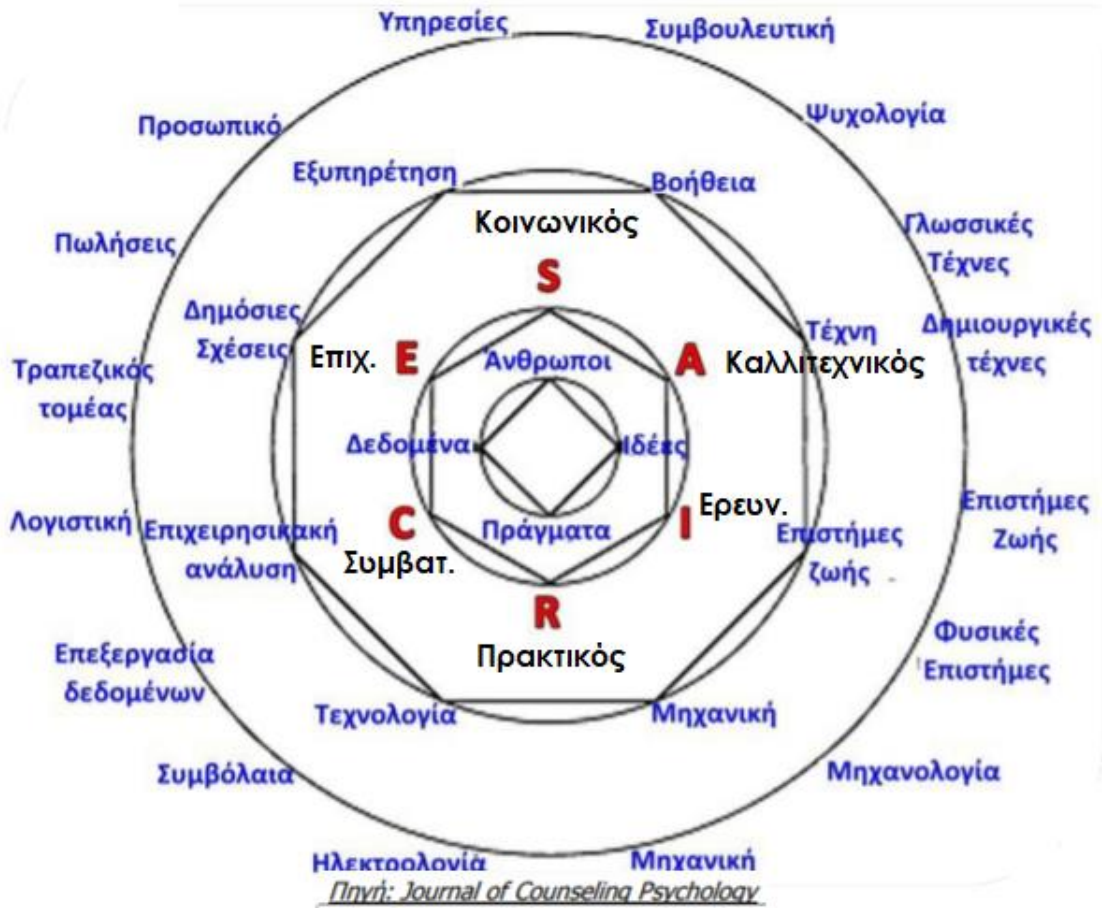 Υπηρεσίες
Συμβουλευτική
Προσωπικό
Ψυχολογία
Εξυπηρέτηση
Βοήθεια
Κοινωνικός
Γλωσσικές
Τέχνες
Πωλήσεις
S
Δημόσιες
Σχέσεις
Τέχνη
Δημιουργικές
τέχνες
Επιχ.
E
Άνθρωποι
A
Καλλιτεχνικός
Τραπεζικός
τομέας
Δεδομένα
Ιδέες
Λογιστική
Επιχειρησικακή
ανάλυση
C
Πράγματα
I
Ερευν.
Επιστήμες
ζωής
Επιστήμες
Ζωής
Συμβατ.
R
Πρακτικός
Επεξεργασία
δεδομένων
Φυσικές
Επιστήμες
Τεχνολογία
Μηχανική
Συμβόλαια
Μηχανολογία
Ηλεκτρολογία
Μηχανική
Πηγή: Journal of Counseling Psychology